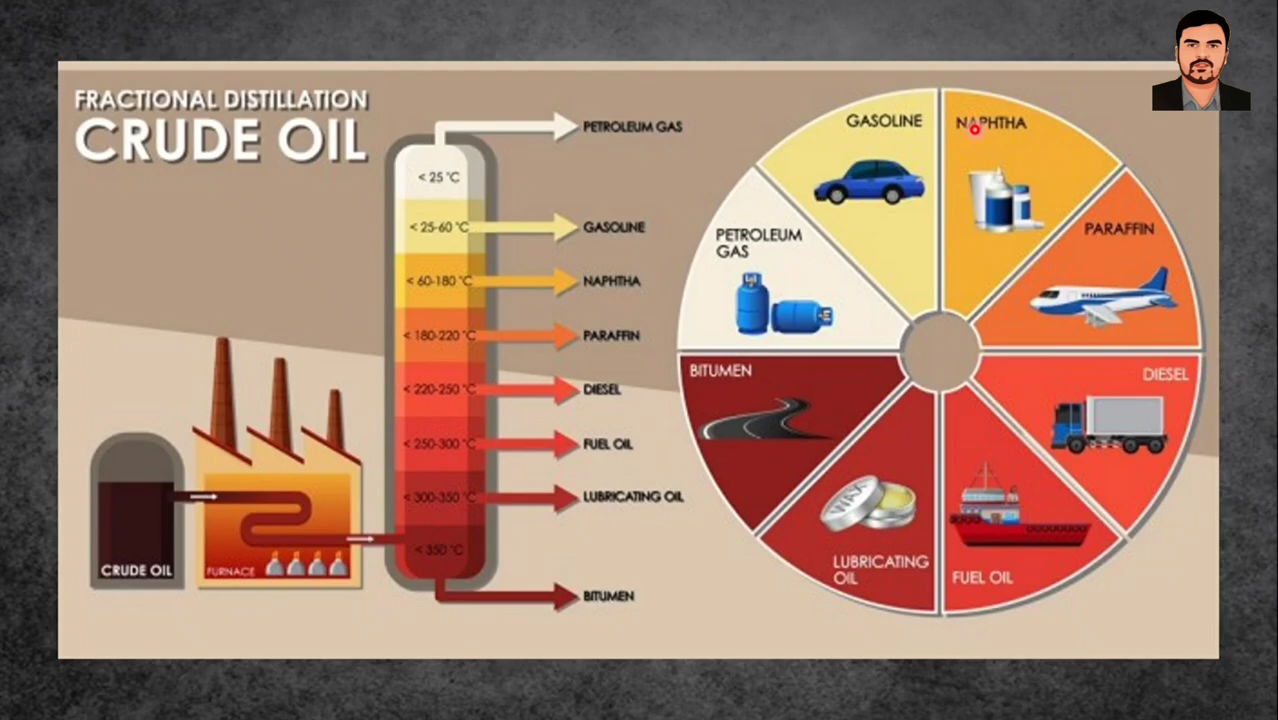 FRACTIONAL DISTILLATION
CRUDE OIL
PETROLEUM GAS
< 25 °C
< 25-60 °C
GASOLINE
< 60-180 °C
NAPHTHA
< 180-220 °C
PARAFFIN
< 220-250 °C
DIESEL
< 250-300 °C
FUEL OIL
< 300-350 °C
LUBRICATING OIL
< 350 °C
BITUMEN
CRUDE OIL
FURNACE
GASOLINE
NAPHTHA
PETROLEUM
GAS
PARAFFIN
BITUMEN
DIESEL
WAX
LUBRICATING
OIL
FUEL OIL